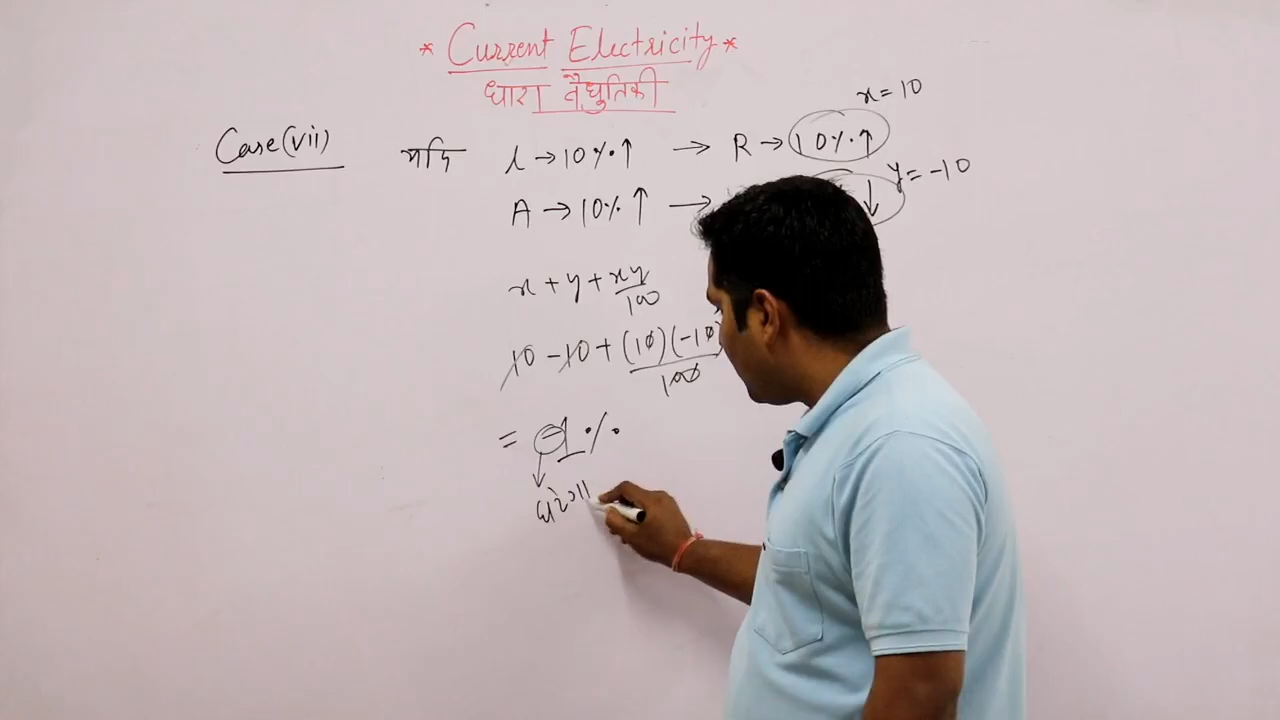 * Current Electricity *
धारा वैधुतिकी
x = 10
Case(vii) यदि l → 10%↑ → R → 10%↑
y = -10
A → 10%↑ → ↓
x + y + xy/100
10 - 10 + (10)(-10)/100
= -1%
घटेगा